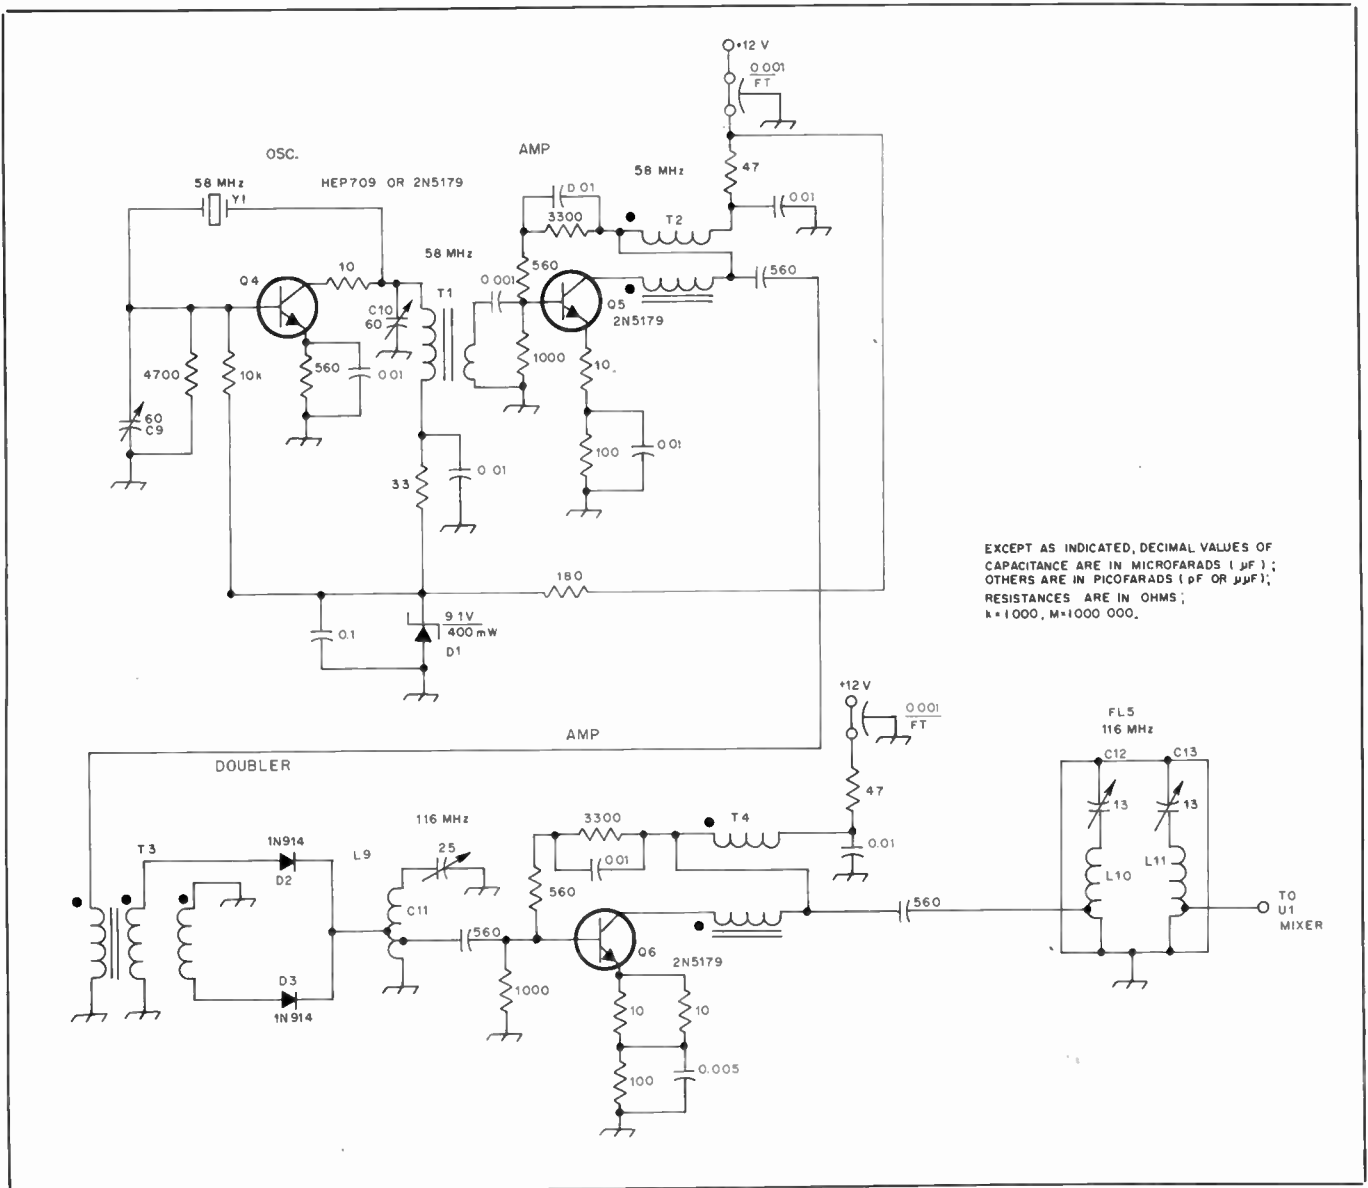 +12 V
0.001
FT
OSC.
AMP
58 MHz
47
58 MHz
Y1
HEP709 OR 2N5179
0.01
3300
T2
0.01
58 MHz
Q4
10
560
560
0.001
T1
C10
60
Q5
2N5179
4700
10k
560
0.01
1000
10
60
C9
100
0.01
33
0.01
180
9.1V
400 mW
D1
0.1
EXCEPT AS INDICATED, DECIMAL VALUES OF
CAPACITANCE ARE IN MICROFARADS ( µF ) ;
OTHERS ARE IN PICOFARADS ( pF OR µµF);
RESISTANCES ARE IN OHMS ;
k=1000, M=1000 000.
+12 V
0.001
FT
FL5
116 MHz
AMP
DOUBLER
C12
C13
47
13
13
116 MHz
3300
T4
0.01
25
1N914
T3
L9
D2
0.01
L10
L11
560
C11
560
560
TO
U1
MIXER
Q6
2N5179
D3
1N914
1000
10
10
100
0.005